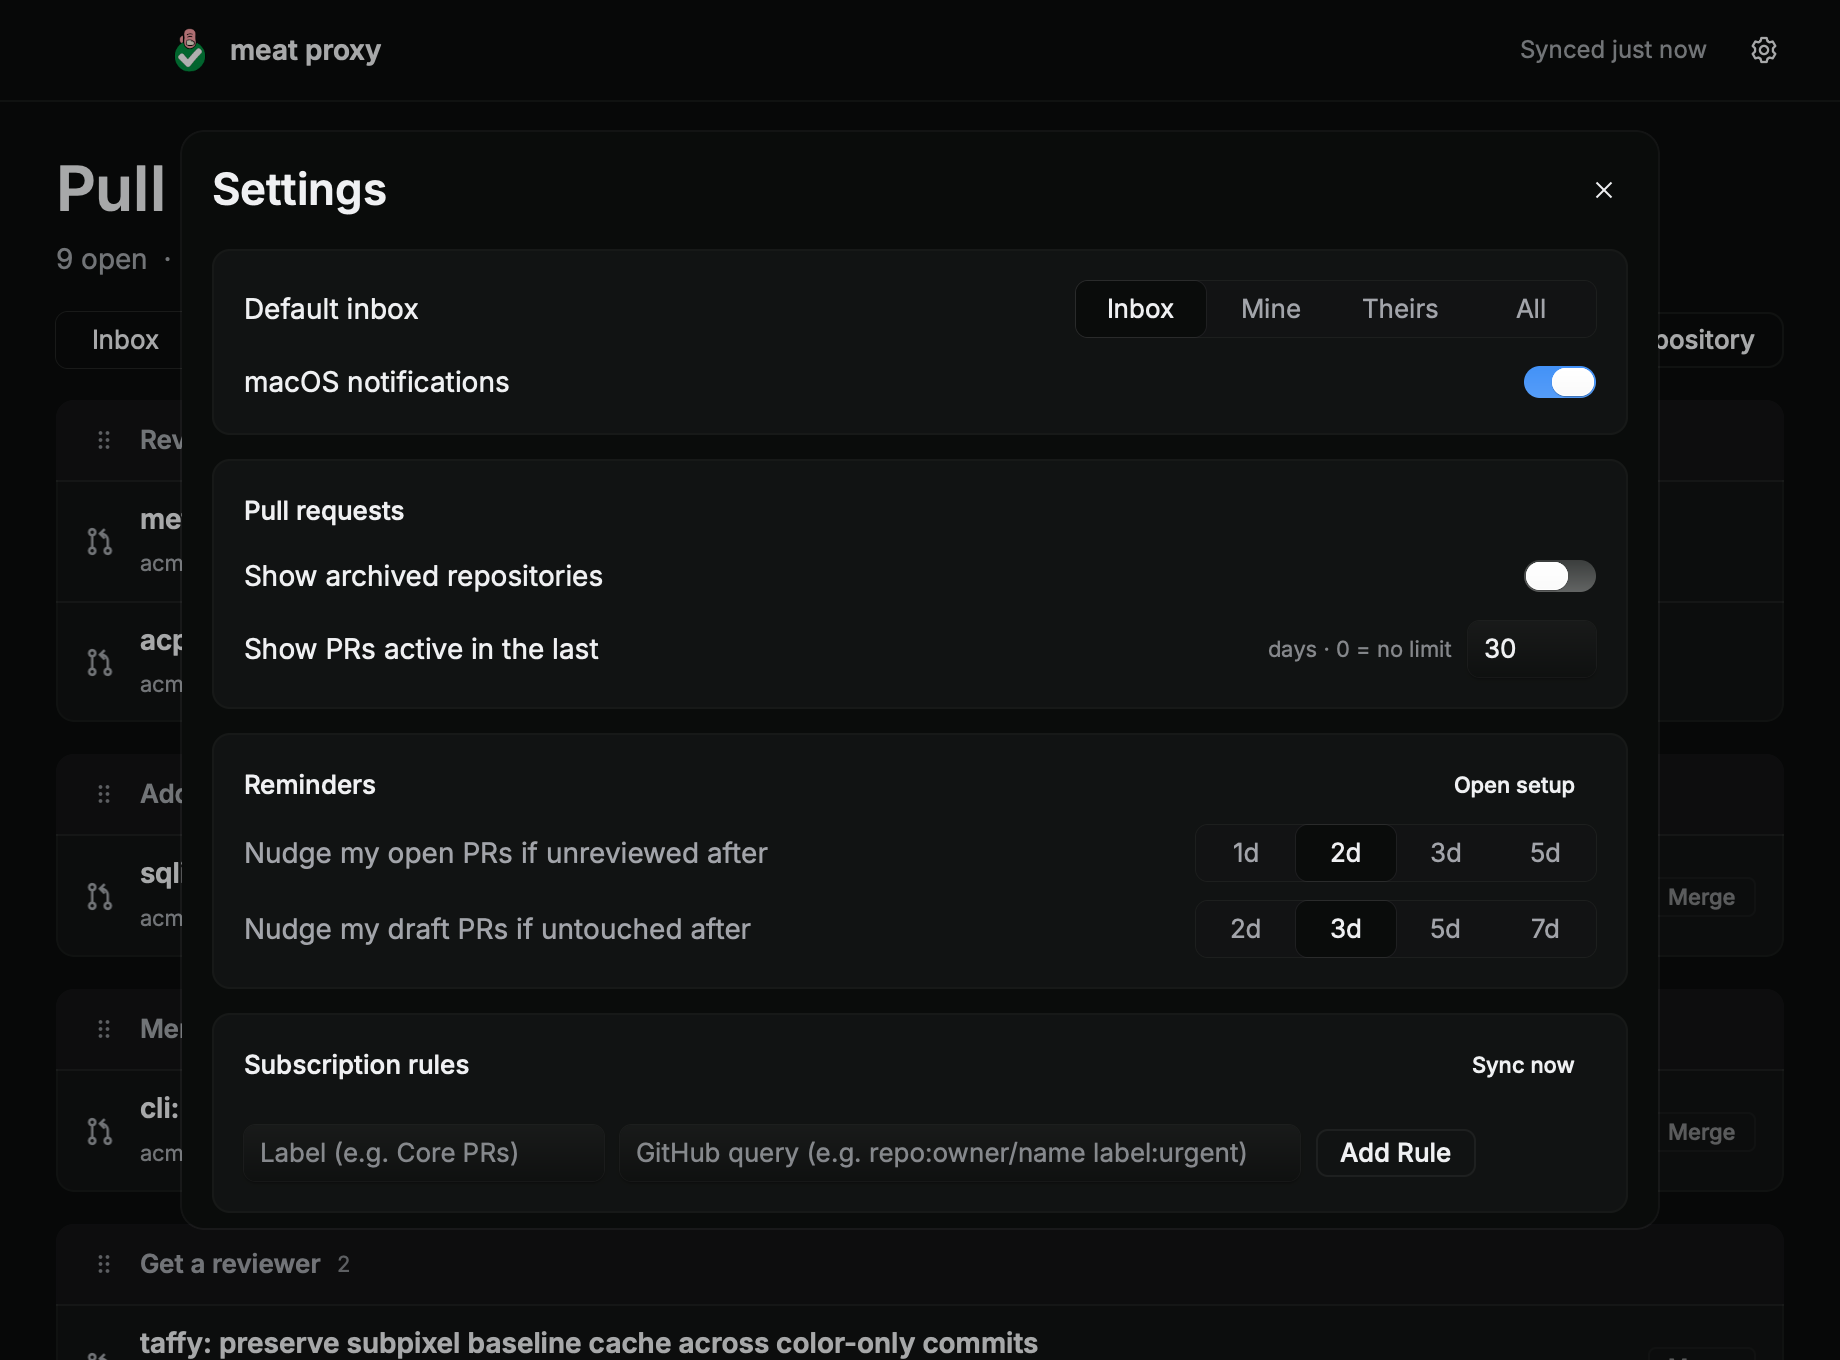 meat proxy
Synced just now
Pull
9 open ·
Inbox
pository
Settings
Default inbox
Inbox Mine Theirs All
macOS notifications
Pull requests
Show archived repositories
Show PRs active in the last
days · 0 = no limit 30
Reminders
Open setup
Nudge my open PRs if unreviewed after
1d 2d 3d 5d
Nudge my draft PRs if untouched after
2d 3d 5d 7d
Subscription rules
Sync now
Label (e.g. Core PRs)
GitHub query (e.g. repo:owner/name label:urgent)
Add Rule
Rev
acm
acp
acm
sqli
acm
Merge
cli:
acm
Merge
Get a reviewer 2
taffy: preserve subpixel baseline cache across color-only commits